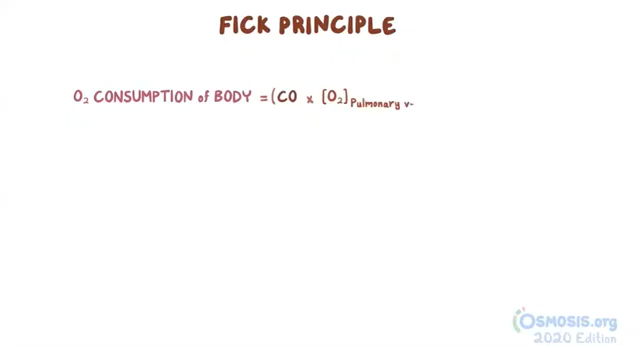 FICK PRINCIPLE
O₂ CONSUMPTION of BODY = (CO x [O₂]Pulmonary v-
OSMOSIS.org
2020 Edition